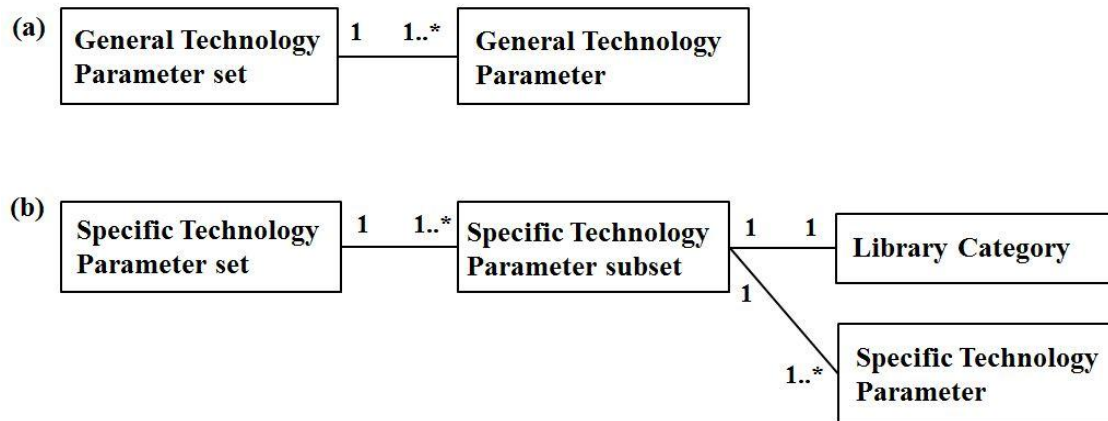 (a)
General Technology
Parameter set
1
1..*
General Technology
Parameter
(b)
Specific Technology
Parameter set
1
1..*
Specific Technology
Parameter subset
1
1
Library Category
1
1..*
Specific Technology
Parameter